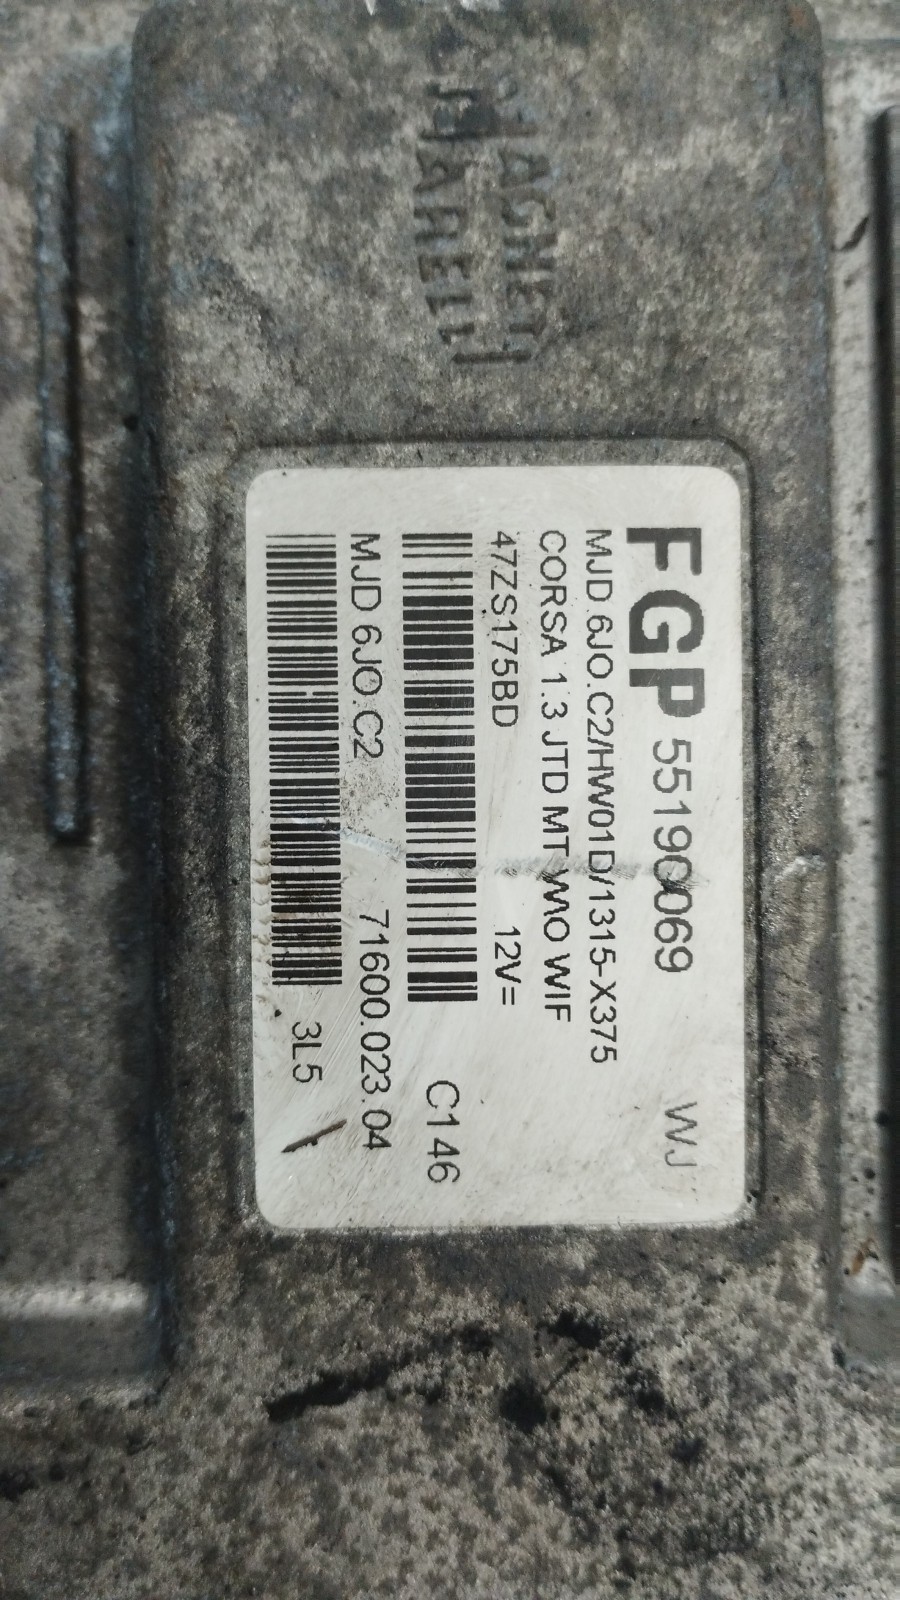 MAGNETI
MARELLI
FGP 55190069 WJ
MJD 6JO.C2/HW01D/1315-X375
CORSA 1.3 JTD MT W\O WIF
47ZS175BD 12V=
C146
MJD 6JO.C2 71600.023.04
3L5